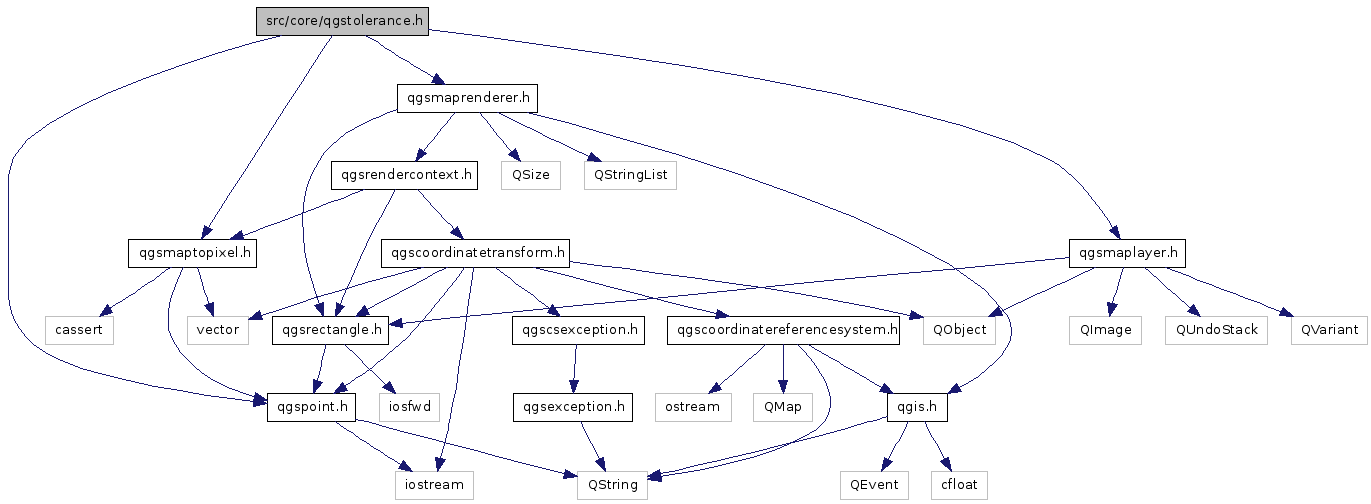 src/core/qgstolerance.h
qgsmaprenderer.h
qgsrendercontext.h
QSize
QStringList
qgsmaptopixel.h
qgscoordinatetransform.h
qgsmaplayer.h
cassert
vector
qgsrectangle.h
qgscsexception.h
qgscoordinatereferencesystem.h
QObject
QImage
QUndoStack
QVariant
qgspoint.h
iosfwd
qgsexception.h
ostream
QMap
qgis.h
iostream
QString
QEvent
cfloat